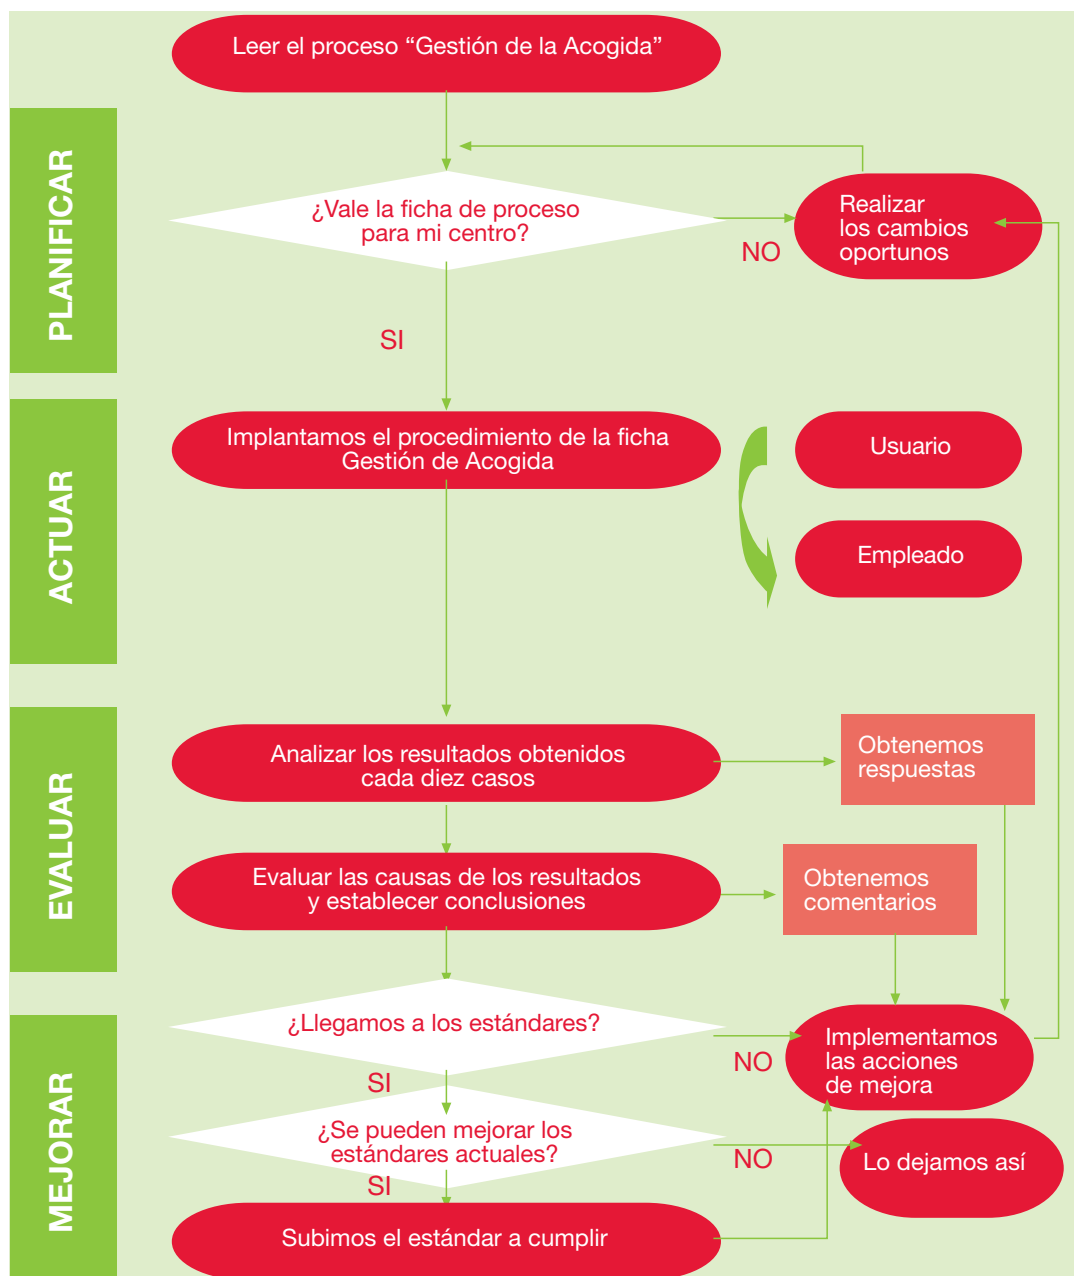 Leer el proceso “Gestión de la Acogida”
PLANIFICAR
¿Vale la ficha de proceso
para mi centro?
NO
Realizar
los cambios
oportunos
SI
ACTUAR
Implantamos el procedimiento de la ficha
Gestión de Acogida
Usuario
Empleado
EVALUAR
Analizar los resultados obtenidos
cada diez casos
Obtenemos
respuestas
Evaluar las causas de los resultados
y establecer conclusiones
Obtenemos
comentarios
MEJORAR
¿Llegamos a los estándares?
NO
Implementamos
las acciones
de mejora
SI
¿Se pueden mejorar los
estándares actuales?
NO
Lo dejamos así
SI
Subimos el estándar a cumplir